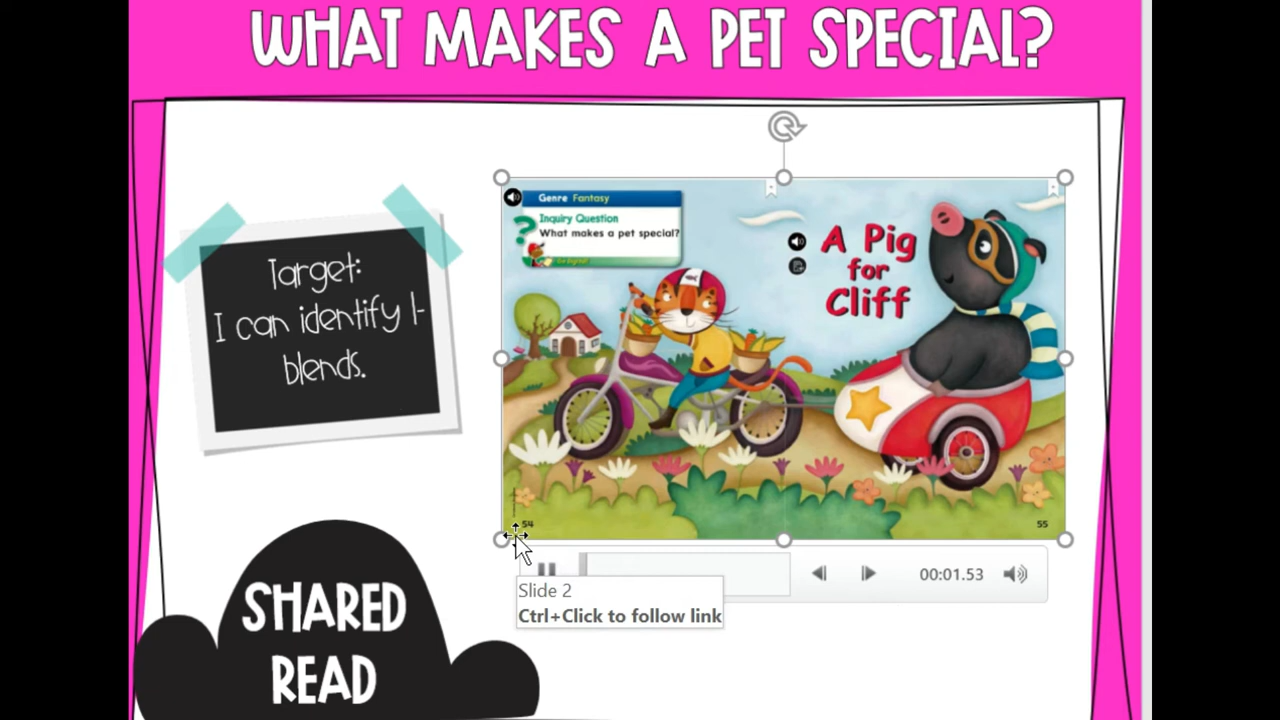 WHAT MAKES A PET SPECIAL?
Target:
I can identify l-
blends.
Genre Fantasy
Inquiry Question
What makes a pet special?
A Pig
for
Cliff
54
55
00:01.53
Slide 2
Ctrl+Click to follow link
SHARED
READ